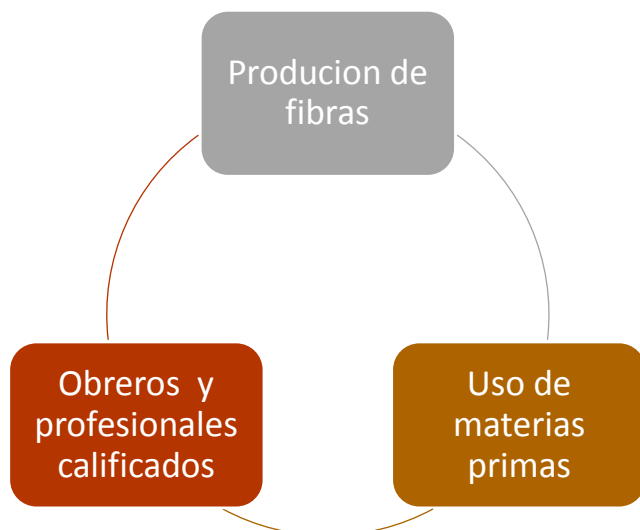 Producion de
fibras
Obreros y
profesionales
calificados
Uso de
materias
primas